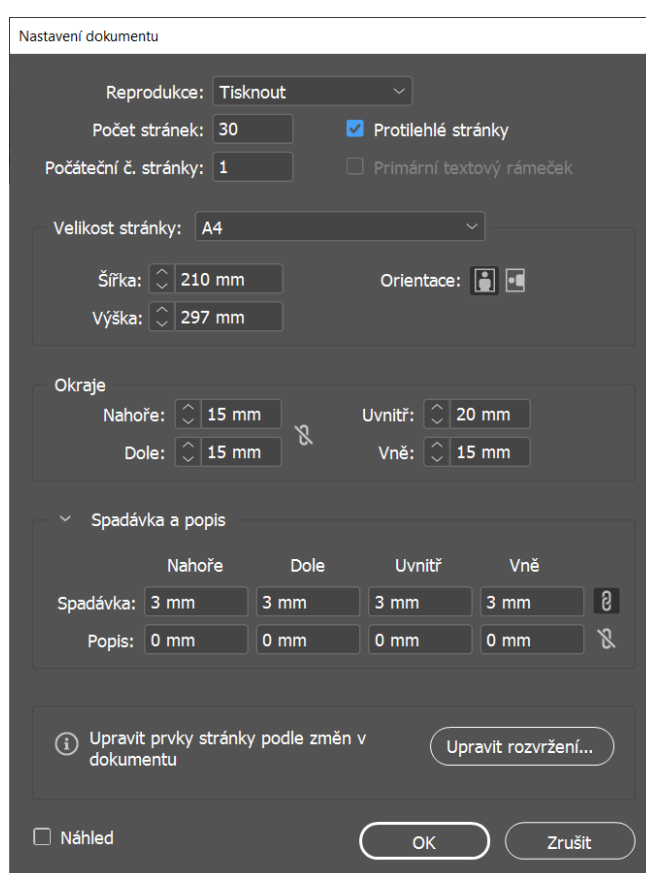 Nastavení dokumentu
Reprodukce: Tisknout
Počet stránek: 30 Protilehlé stránky
Počáteční č. stránky: 1 Primární textový rámeček
Velikost stránky: A4
Šířka: 210 mm Orientace:
Výška: 297 mm
Okraje
Nahoře: 15 mm Uvnitř: 20 mm
Dole: 15 mm Vně: 15 mm
Spadávka a popis
Nahoře Dole Uvnitř Vně
Spadávka: 3 mm 3 mm 3 mm 3 mm
Popis: 0 mm 0 mm 0 mm 0 mm
Upravit prvky stránky podle změn v
dokumentu
Upravit rozvržení...
Náhled OK Zrušit